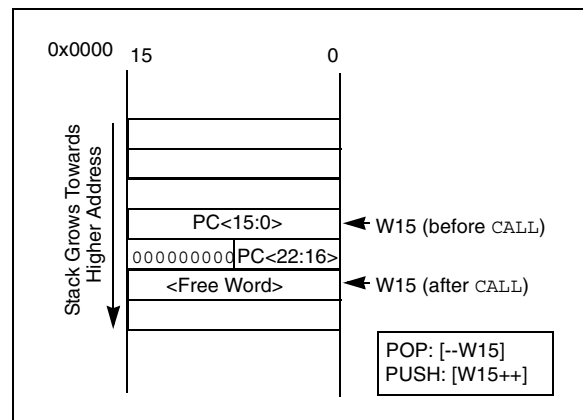 0x0000
15 0
Stack Grows Towards
Higher Address
PC<15:0>
W15 (before CALL)
000000000 PC<22:16>
<Free Word>
W15 (after CALL)
POP: [--W15]
PUSH: [W15++]